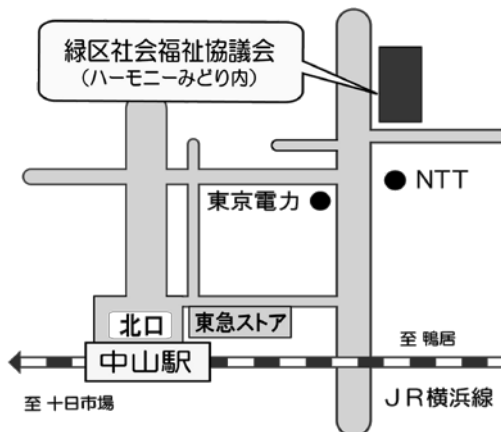 緑区社会福祉協議会
（ハーモニーみどり内）
NTT
東京電力
北口
東急ストア
中山駅
至 鴨居
至 十日市場
JR横浜線